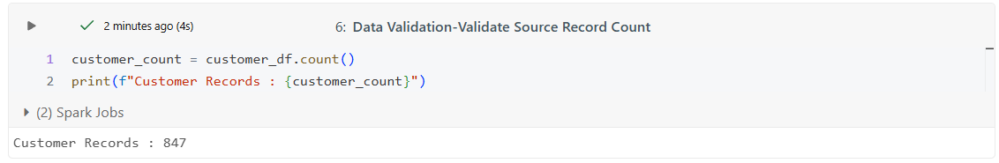 2 minutes ago (4s)
6: Data Validation-Validate Source Record Count
1 customer_count = customer_df.count()
2 print(f"Customer Records : {customer_count}")
(2) Spark Jobs
Customer Records : 847